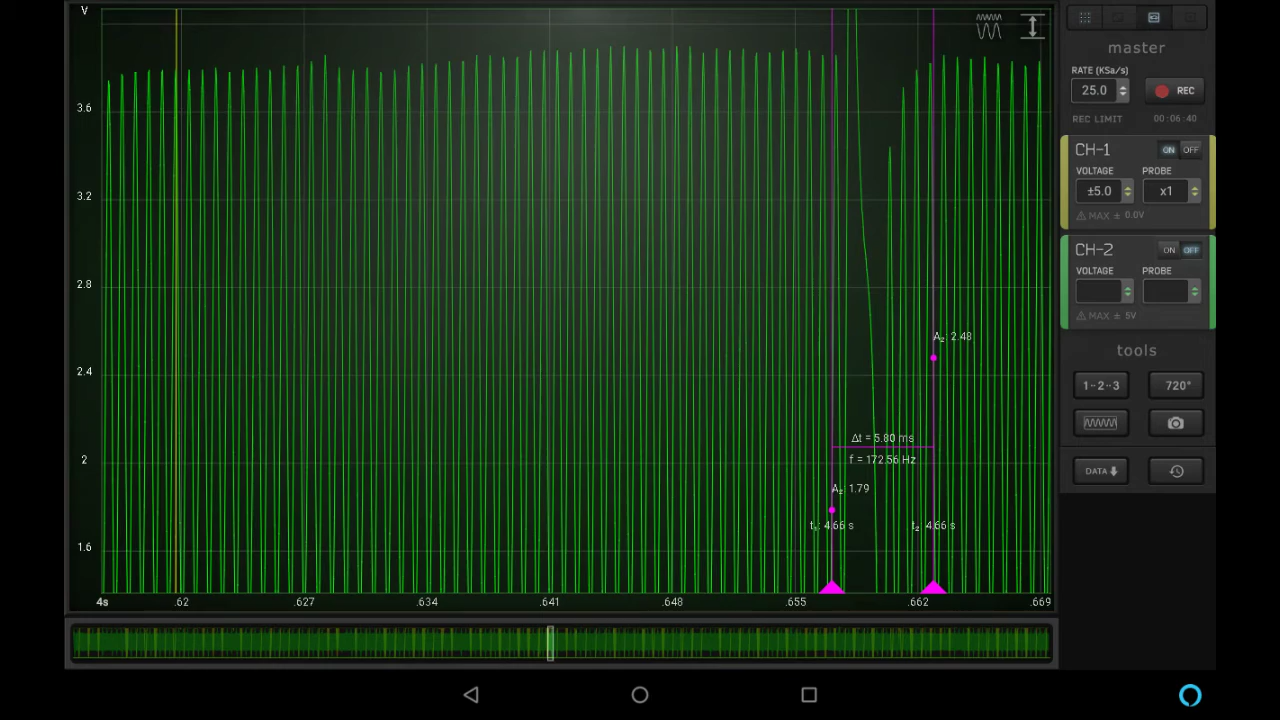 V
3.6
3.2
2.8
2.4
2
1.6
A₂: 2.48
Δt = 5.80 ms
f = 172.56 Hz
A₂: 1.79
t₁: 4.66 s
t₂: 4.66 s
4s .62 .627 .634 .641 .648 .655 .662 .669
master
RATE (KSa/s)
25.0 REC
REC LIMIT 00:06:40
CH-1 ON OFF
VOLTAGE PROBE
±5.0 x1
MAX ± 0.0V
CH-2 ON OFF
VOLTAGE PROBE
MAX ± 5V
tools
1-2-3 720°
DATA